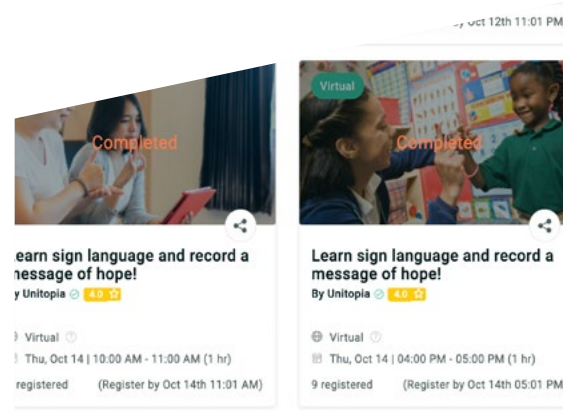 Oct 12th 11:01 PM
Completed
earn sign language and record a
message of hope!
y Unitopia 4.0
Virtual
Thu, Oct 14 | 10:00 AM - 11:00 AM (1 hr)
registered (Register by Oct 14th 11:01 AM)
Virtual
Completed
Learn sign language and record a
message of hope!
By Unitopia 4.0
Virtual
Thu, Oct 14 | 04:00 PM - 05:00 PM (1 hr)
9 registered (Register by Oct 14th 05:01 PM